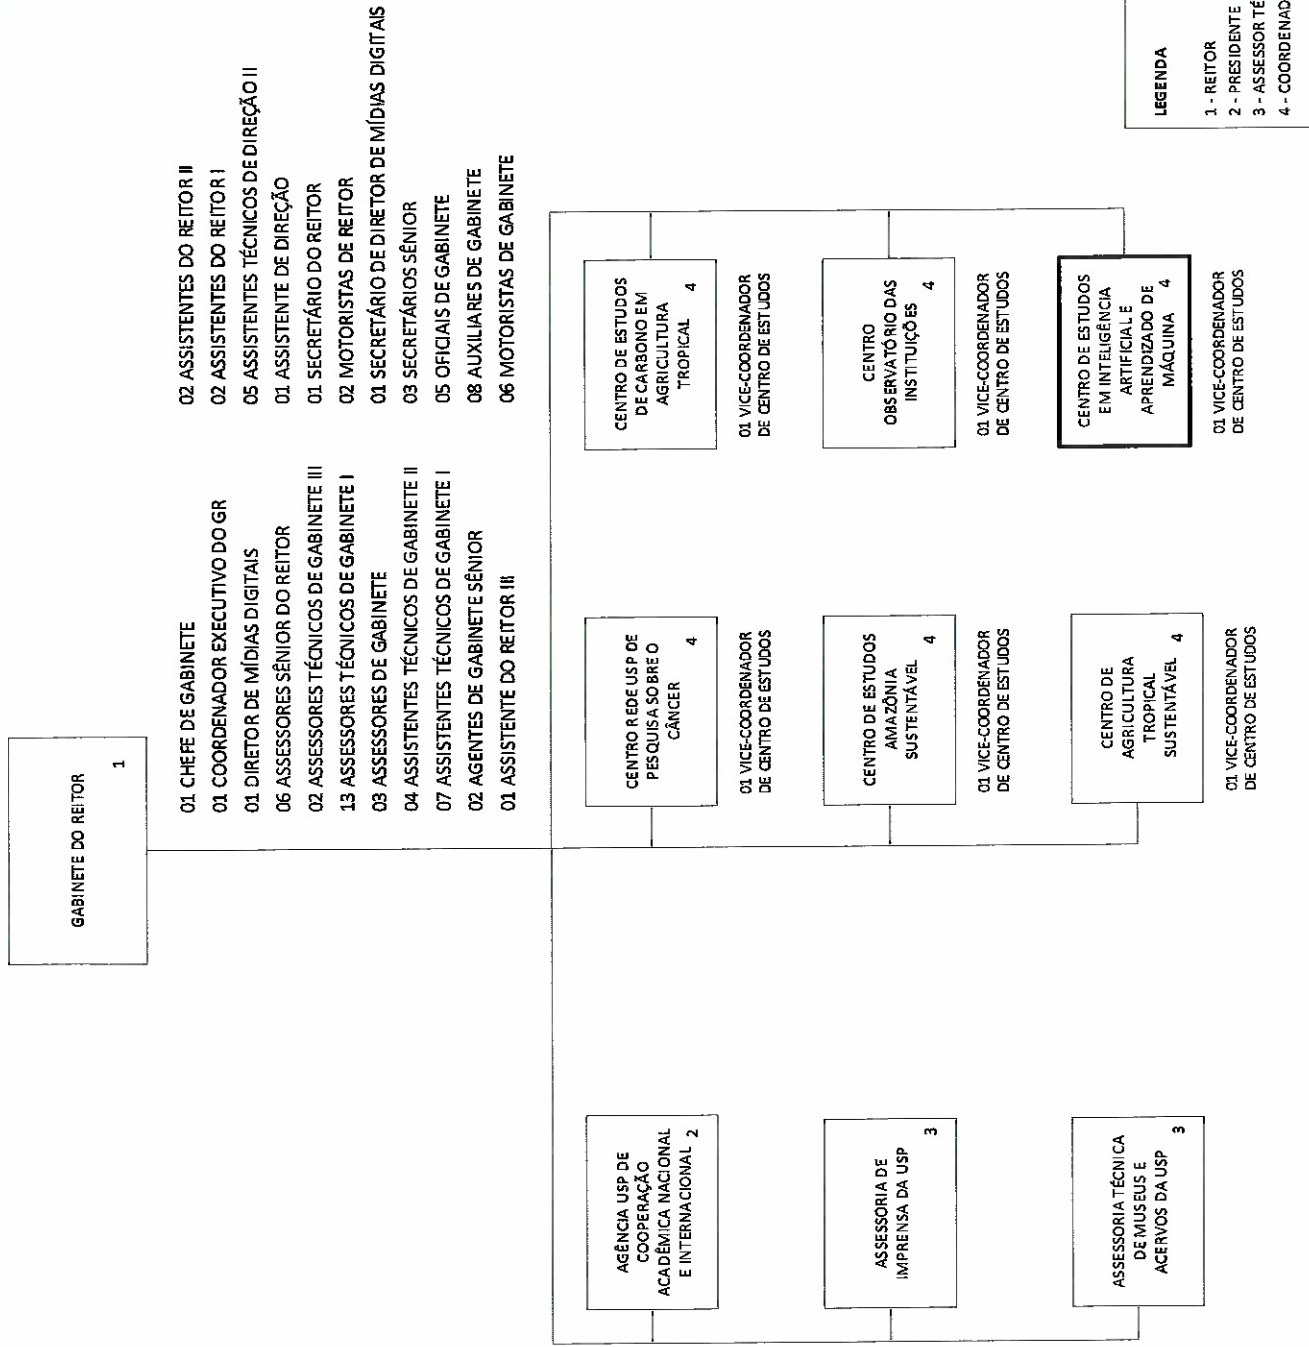 GABINETE DO REITOR
1
01 CHEFE DE GABINETE
01 COORDENADOR EXECUTIVO DO GR
01 DIRETOR DE MÍDIAS DIGITAIS
06 ASSESSORES SÊNIOR DO REITOR
02 ASSESSORES TÉCNICOS DE GABINETE III
13 ASSESSORES TÉCNICOS DE GABINETE I
03 ASSESSORES DE GABINETE
04 ASSISTENTES TÉCNICOS DE GABINETE II
07 ASSISTENTES TÉCNICOS DE GABINETE I
02 AGENTES DE GABINETE SÊNIOR
01 ASSISTENTE DO REITOR III
02 ASSISTENTES DO REITOR II
02 ASSISTENTES DO REITOR I
05 ASSISTENTES TÉCNICOS DE DIREÇÃO II
01 ASSISTENTE DE DIREÇÃO
01 SECRETÁRIO DO REITOR
02 MOTORISTAS DE REITOR
01 SECRETÁRIO DE DIRETOR DE MÍDIAS DIGITAIS
03 SECRETÁRIOS SÊNIOR
05 OFICIAIS DE GABINETE
08 AUXILIARES DE GABINETE
06 MOTORISTAS DE GABINETE
AGÊNCIA USP DE
COOPERAÇÃO
ACADÊMICA NACIONAL
E INTERNACIONAL 2
CENTRO REDE USP DE
PESQUISA SOBRE O
CÂNCER 4
01 VICE-COORDENADOR
DE CENTRO DE ESTUDOS
CENTRO DE ESTUDOS
DE CARBONO EM
AGRICULTURA
TROPICAL 4
01 VICE-COORDENADOR
DE CENTRO DE ESTUDOS
ASSESSORIA DE
IMPRENSA DA USP
3
CENTRO DE ESTUDOS
AMAZÔNIA
SUSTENTÁVEL 4
01 VICE-COORDENADOR
DE CENTRO DE ESTUDOS
CENTRO
OBSERVATÓRIO DAS
INSTITUIÇÕES 4
01 VICE-COORDENADOR
DE CENTRO DE ESTUDOS
ASSESSORIA TÉCNICA
DE MUSEUS E
ACERVOS DA USP 3
CENTRO DE
AGRICULTURA
TROPICAL
SUSTENTÁVEL 4
01 VICE-COORDENADOR
DE CENTRO DE ESTUDOS
CENTRO DE ESTUDOS
EM INTELIGÊNCIA
ARTIFICIAL E
APRENDIZADO DE
MÁQUINA 4
01 VICE-COORDENADOR
DE CENTRO DE ESTUDOS
LEGENDA
1 - REITOR
2 - PRESIDENTE
3 - ASSESSOR TÉ
4 - COORDENAD